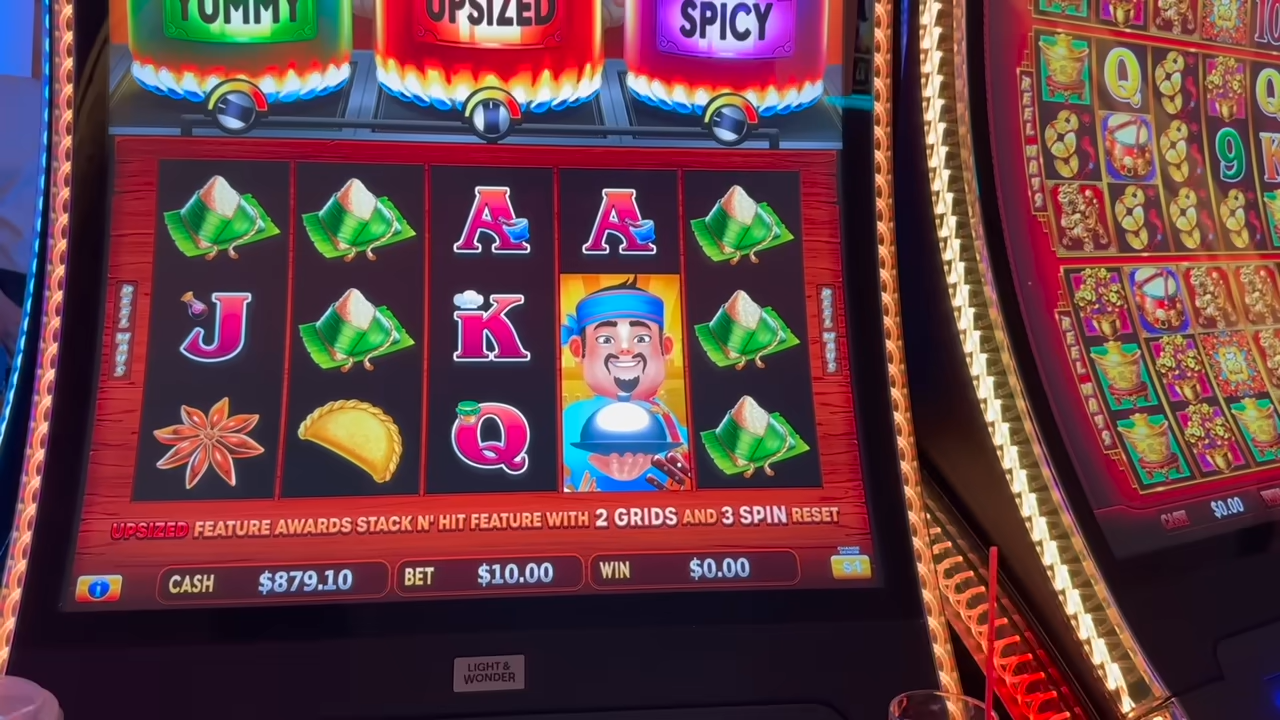 YUMMY
UPSIZED
SPICY
A A
J K
Q
REEL WAYS
REEL WAYS
UPSIZED FEATURE AWARDS STACK N' HIT FEATURE WITH 2 GRIDS AND 3 SPIN RESET
CASH $879.10 BET $10.00 WIN $0.00
$1
LIGHT & WONDER
Q
9
REEL WAYS
REEL WAYS
CASH $0.00